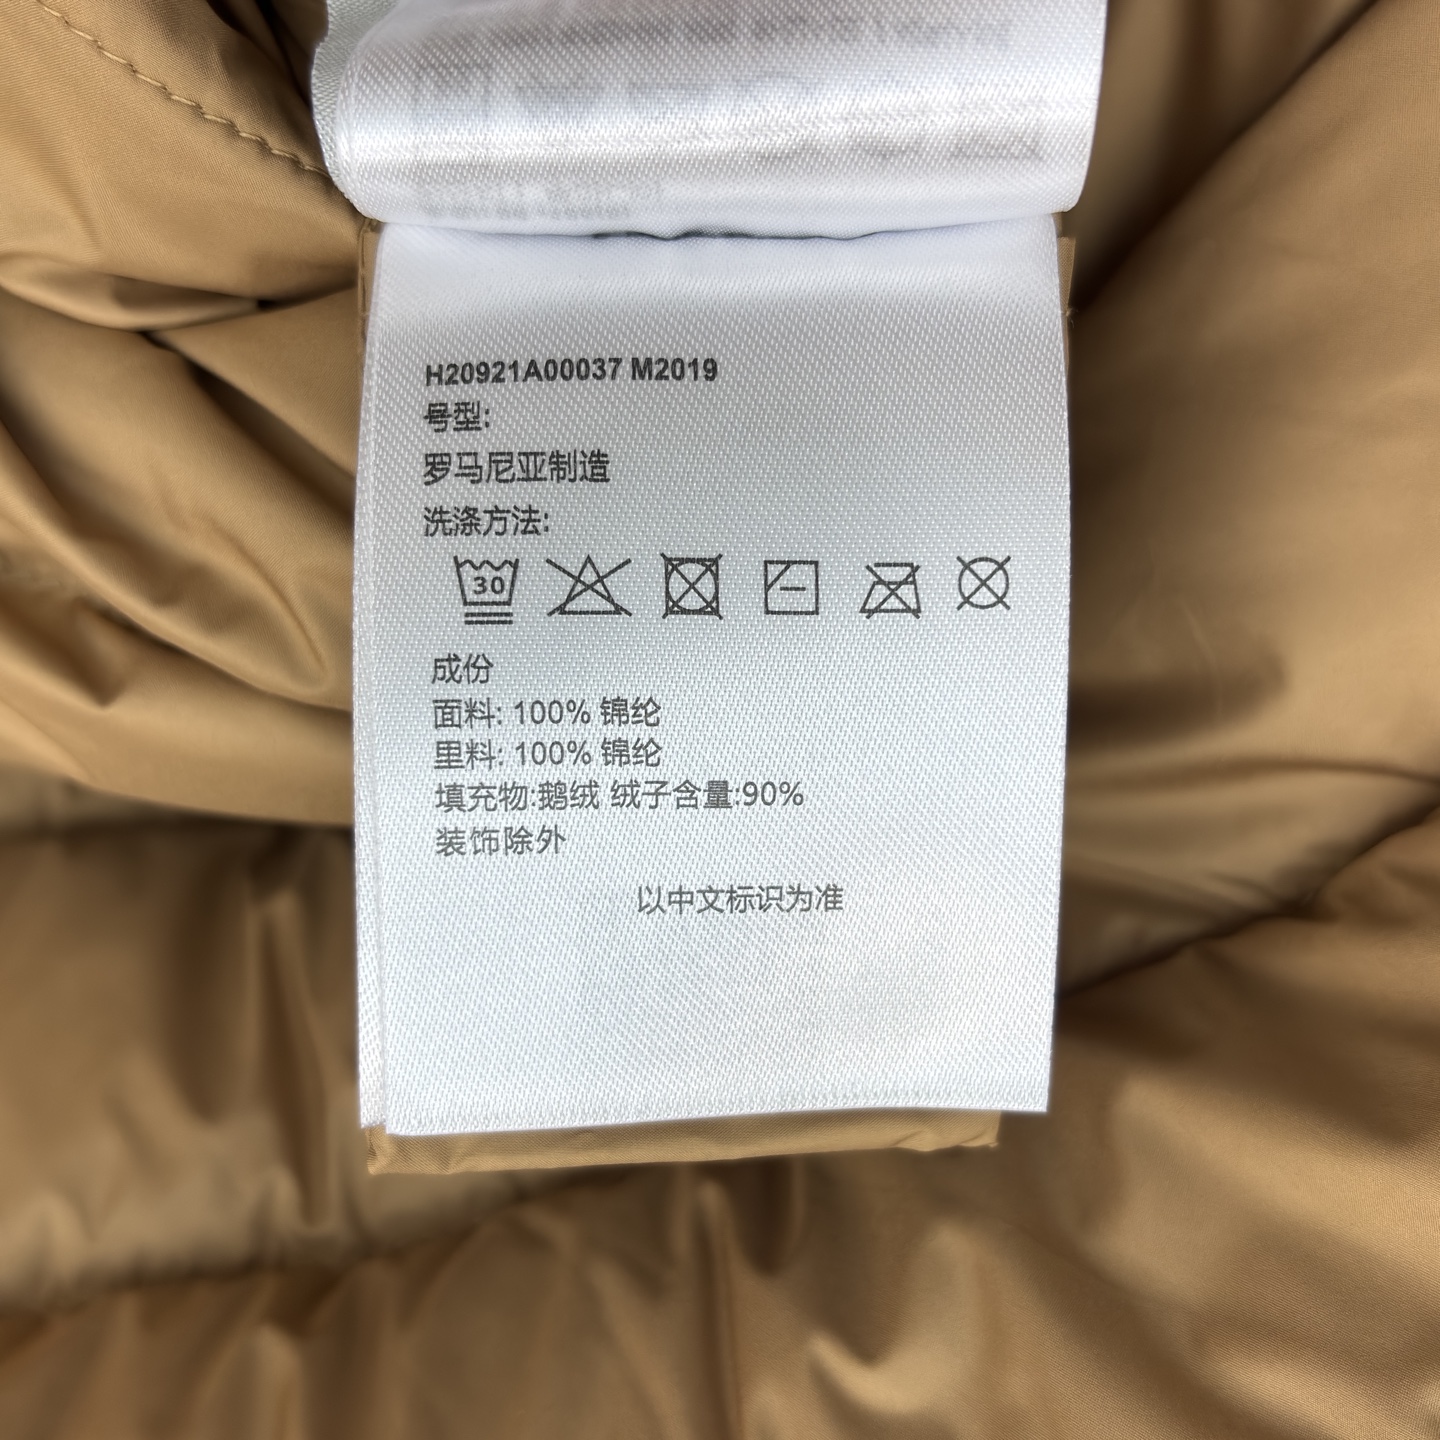 H20921A00037 M2019
号型:
罗马尼亚制造
洗涤方法:
30
成份
面料: 100% 锦纶
里料: 100% 锦纶
填充物:鹅绒 绒子含量:90%
装饰除外
以中文标识为准